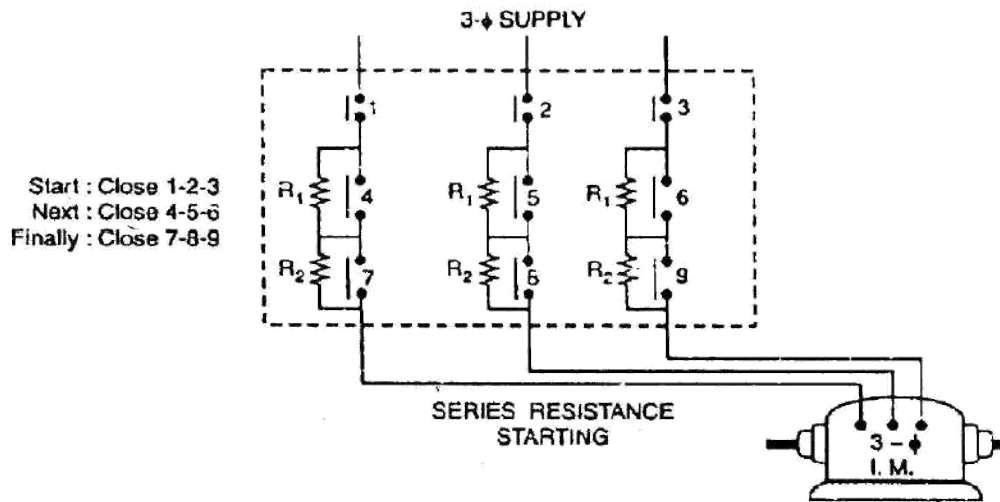 3-ϕ SUPPLY
1 2 3
Start : Close 1-2-3
Next : Close 4-5-6
Finally : Close 7-8-9
R1 4 R1 5 R1 6
R2 7 R2 8 R2 9
SERIES RESISTANCE
STARTING
3 – ϕ
I. M.